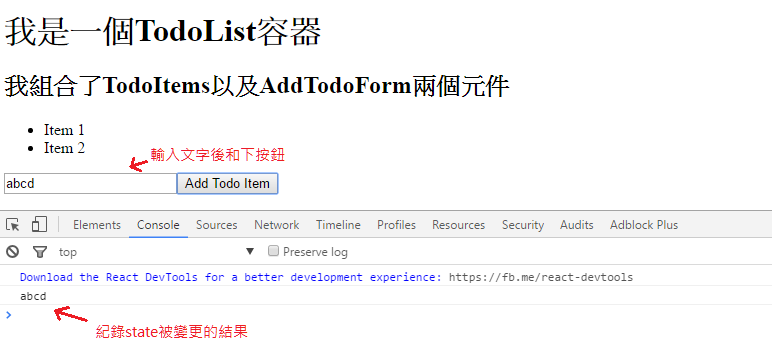 我是一個TodoList容器
我組合了TodoItems以及AddTodoForm兩個元件
Item 1
Item 2
輸入文字後和下按鈕
abcd Add Todo Item
Elements Console Sources Network Timeline Profiles Resources Security Audits Adblock Plus
top Preserve log
Download the React DevTools for a better development experience: https://fb.me/react-devtools
abcd
紀錄state被變更的結果